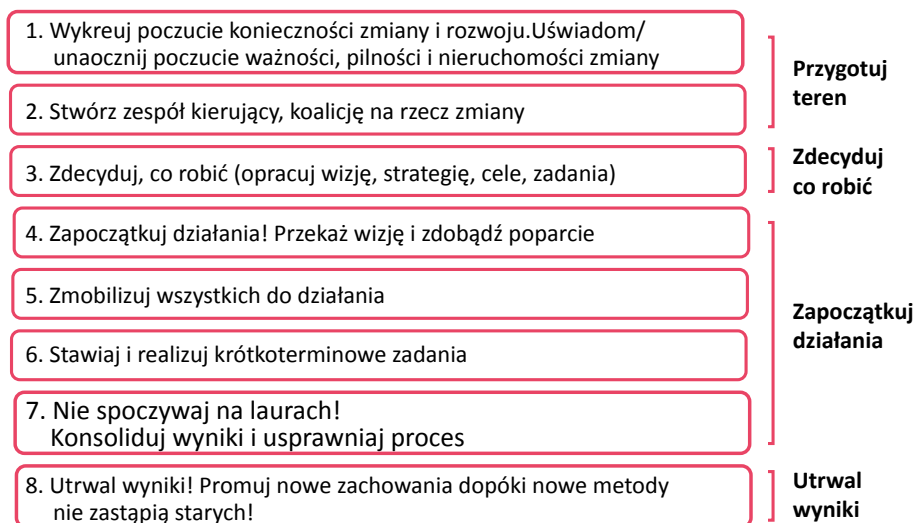 1. Wykreuj poczucie konieczności zmiany i rozwoju.Uświadom/
unaocznij poczucie ważności, pilności i nieruchomości zmiany
Przygotuj
teren
2. Stwórz zespół kierujący, koalicję na rzecz zmiany
3. Zdecyduj, co robić (opracuj wizję, strategię, cele, zadania)
Zdecyduj
co robić
4. Zapoczątkuj działania! Przekaż wizję i zdobądź poparcie
5. Zmobilizuj wszystkich do działania
Zapoczątkuj
działania
6. Stawiaj i realizuj krótkoterminowe zadania
7. Nie spoczywaj na laurach!
Konsoliduj wyniki i usprawniaj proces
8. Utrwal wyniki! Promuj nowe zachowania dopóki nowe metody
nie zastąpią starych!
Utrwal
wyniki